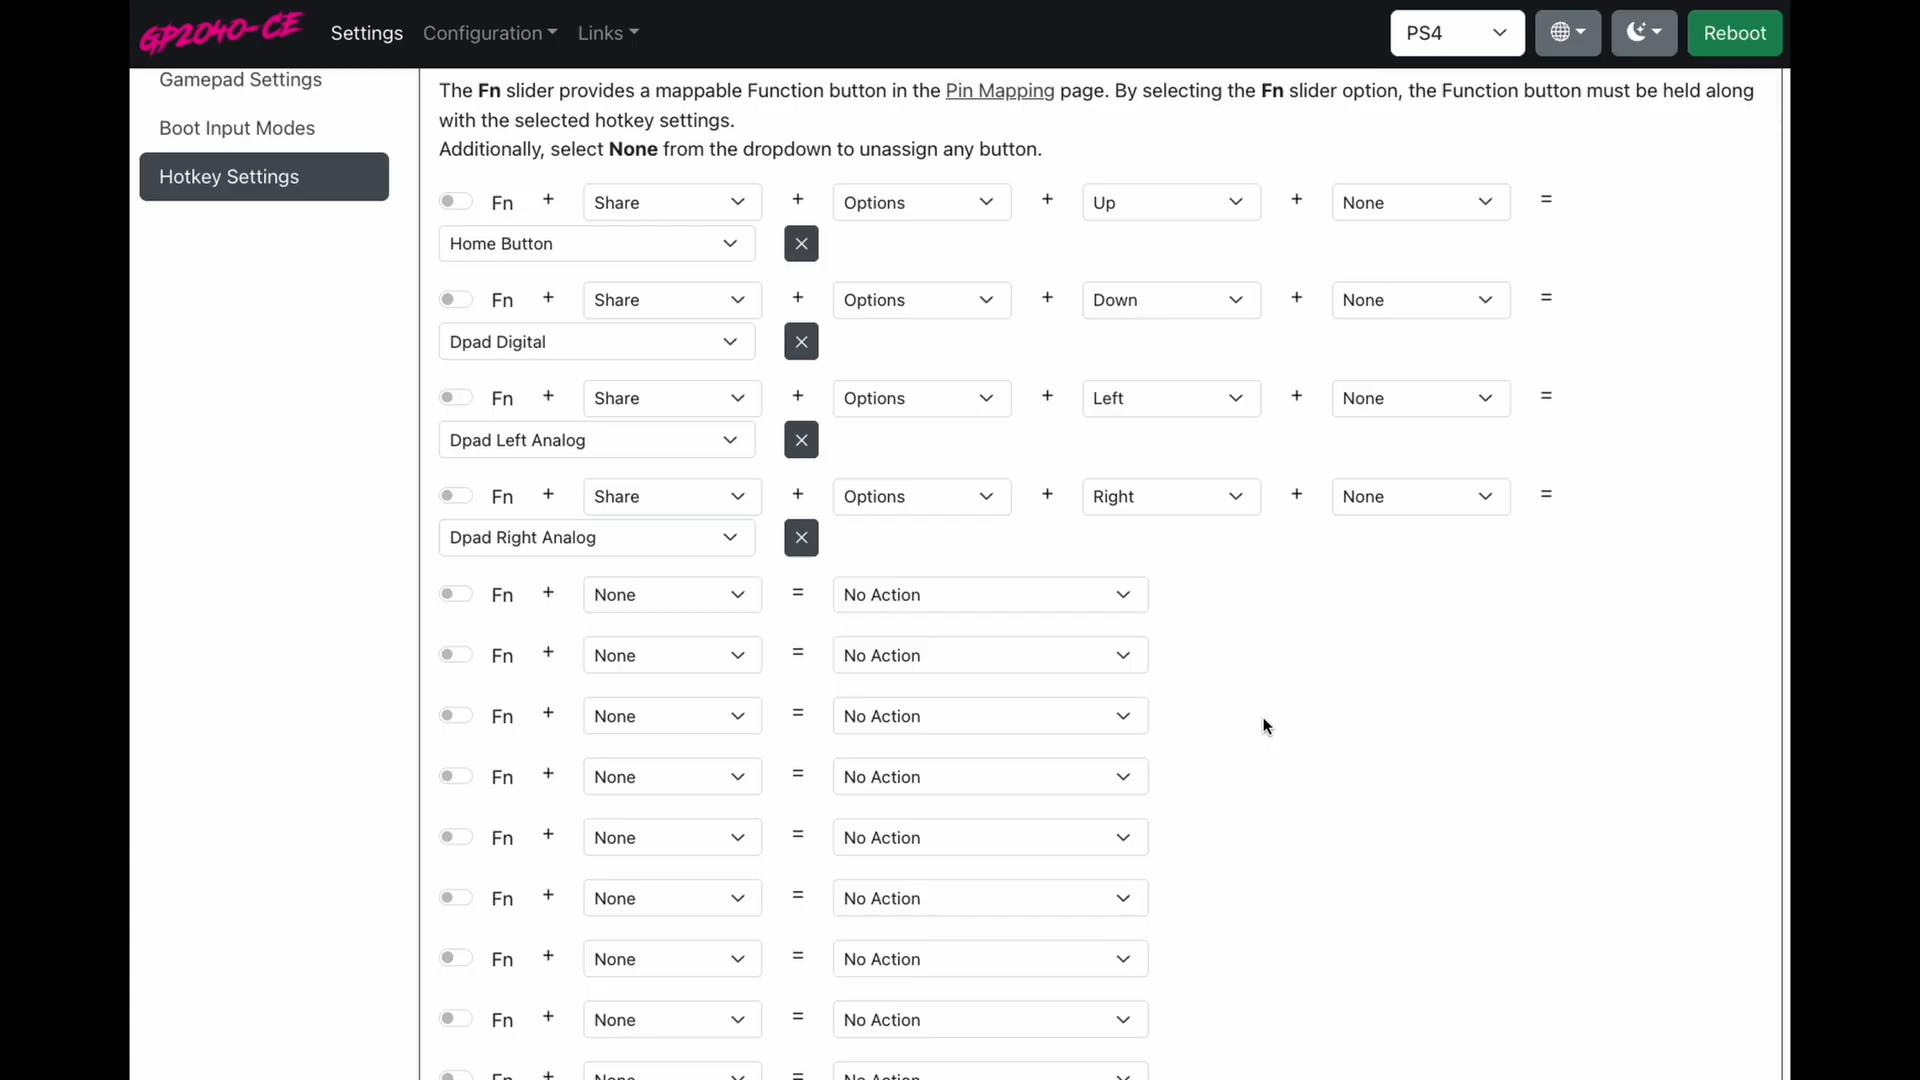 GP2040-CE Settings Configuration Links PS4 Reboot
Gamepad Settings
Boot Input Modes
Hotkey Settings
The Fn slider provides a mappable Function button in the Pin Mapping page. By selecting the Fn slider option, the Function button must be held along
with the selected hotkey settings.
Additionally, select None from the dropdown to unassign any button.
Fn + Share + Options + Up + None =
Home Button ×
Fn + Share + Options + Down + None =
Dpad Digital ×
Fn + Share + Options + Left + None =
Dpad Left Analog ×
Fn + Share + Options + Right + None =
Dpad Right Analog ×
Fn + None = No Action
Fn + None = No Action
Fn + None = No Action
Fn + None = No Action
Fn + None = No Action
Fn + None = No Action
Fn + None = No Action
Fn + None = No Action
Fn + None = No Action